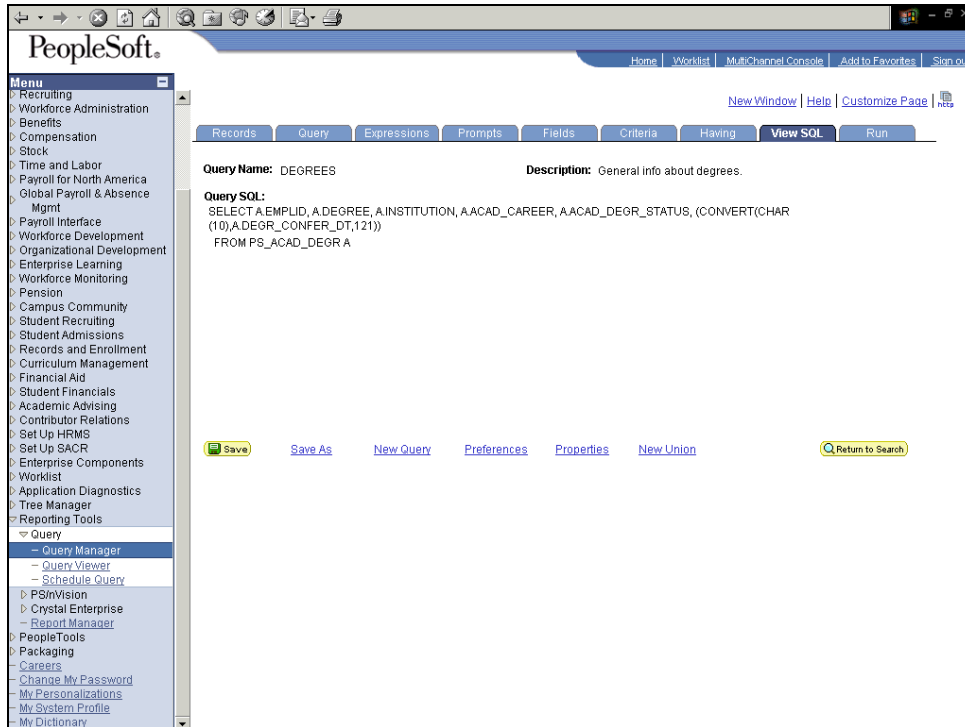 PeopleSoft.
Home | Worklist | MultiChannel Console | Add to Favorites | Sign ou
Menu
Recruiting
Workforce Administration
Benefits
Compensation
Stock
Time and Labor
Payroll for North America
Global Payroll & Absence
Mgmt
Payroll Interface
Workforce Development
Organizational Development
Enterprise Learning
Workforce Monitoring
Pension
Campus Community
Student Recruiting
Student Admissions
Records and Enrollment
Curriculum Management
Financial Aid
Student Financials
Academic Advising
Contributor Relations
Set Up HRMS
Set Up SACR
Enterprise Components
Worklist
Application Diagnostics
Tree Manager
Reporting Tools
Query
Query Manager
Query Viewer
Schedule Query
PS/nVision
Crystal Enterprise
Report Manager
PeopleTools
Packaging
Careers
Change My Password
My Personalizations
My System Profile
My Dictionary
New Window | Help | Customize Page | http
Records Query Expressions Prompts Fields Criteria Having View SQL Run
Query Name: DEGREES Description: General info about degrees.
Query SQL:
SELECT A.EMPLID, A.DEGREE, A.INSTITUTION, A.ACAD_CAREER, A.ACAD_DEGR_STATUS, (CONVERT(CHAR
(10),A.DEGR_CONFER_DT,121))
FROM PS_ACAD_DEGR A
Save Save As New Query Preferences Properties New Union Return to Search